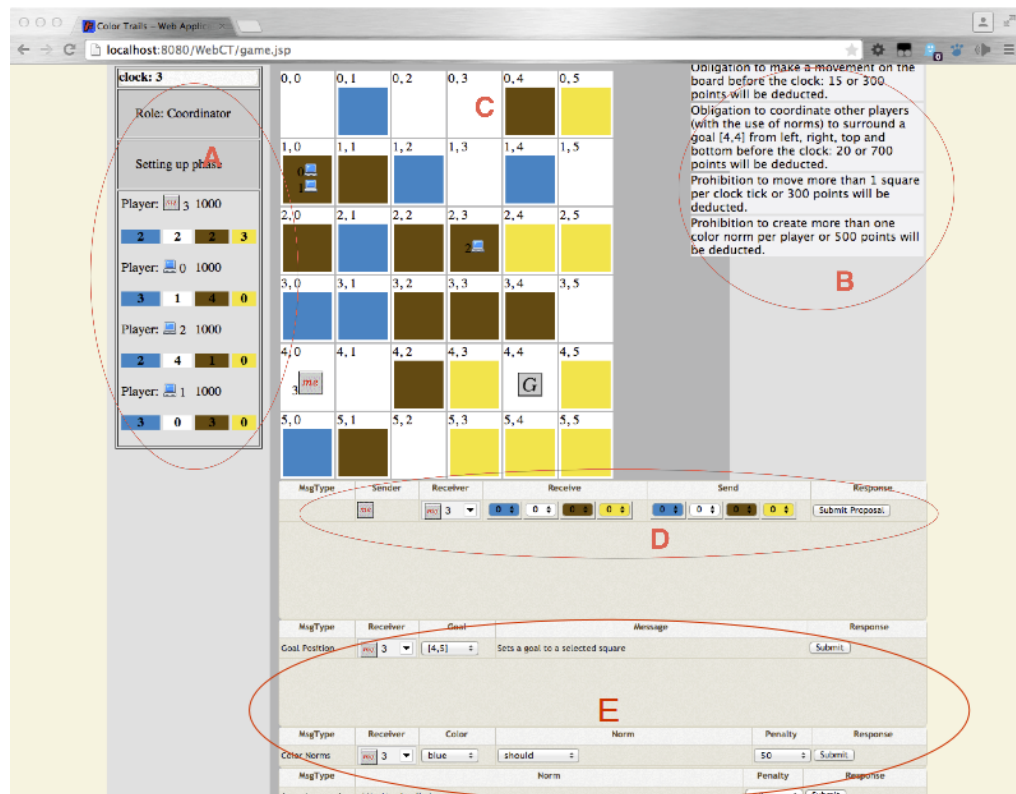 Color Trails – Web Applic
localhost:8080/WebCT/game.jsp
clock: 3
Role: Coordinator
A
Setting up phase
Player: me 3 1000
2 2 2 3
Player: 0 1000
3 1 4 0
Player: 2 1000
2 4 1 0
Player: 1 1000
3 0 3 0
0,0 0,1 0,2 0,3 0,4 0,5
C
1,0 1,1 1,2 1,3 1,4 1,5
0
1
2,0 2,1 2,2 2,3 2,4 2,5
2
3,0 3,1 3,2 3,3 3,4 3,5
4,0 4,1 4,2 4,3 4,4 4,5
3 me G
5,0 5,1 5,2 5,3 5,4 5,5
Obligation to make a movement on the
board before the clock: 15 or 300
points will be deducted.
Obligation to coordinate other players
(with the use of norms) to surround a
goal [4,4] from left, right, top and
bottom before the clock: 20 or 700
points will be deducted.
Prohibition to move more than 1 square
per clock tick or 300 points will be
deducted.
Prohibition to create more than one
color norm per player or 500 points will
be deducted.
B
MsgType Sender Receiver Receive Send Response
me me 3 0 0 0 0 0 0 0 0 Submit Proposal
D
MsgType Receiver Goal Message Response
Goal Position me 3 [4,5] Sets a goal to a selected square Submit
E
MsgType Receiver Color Norm Penalty Response
Color Norms me 3 blue should 50 Submit
MsgType Norm Penalty Response